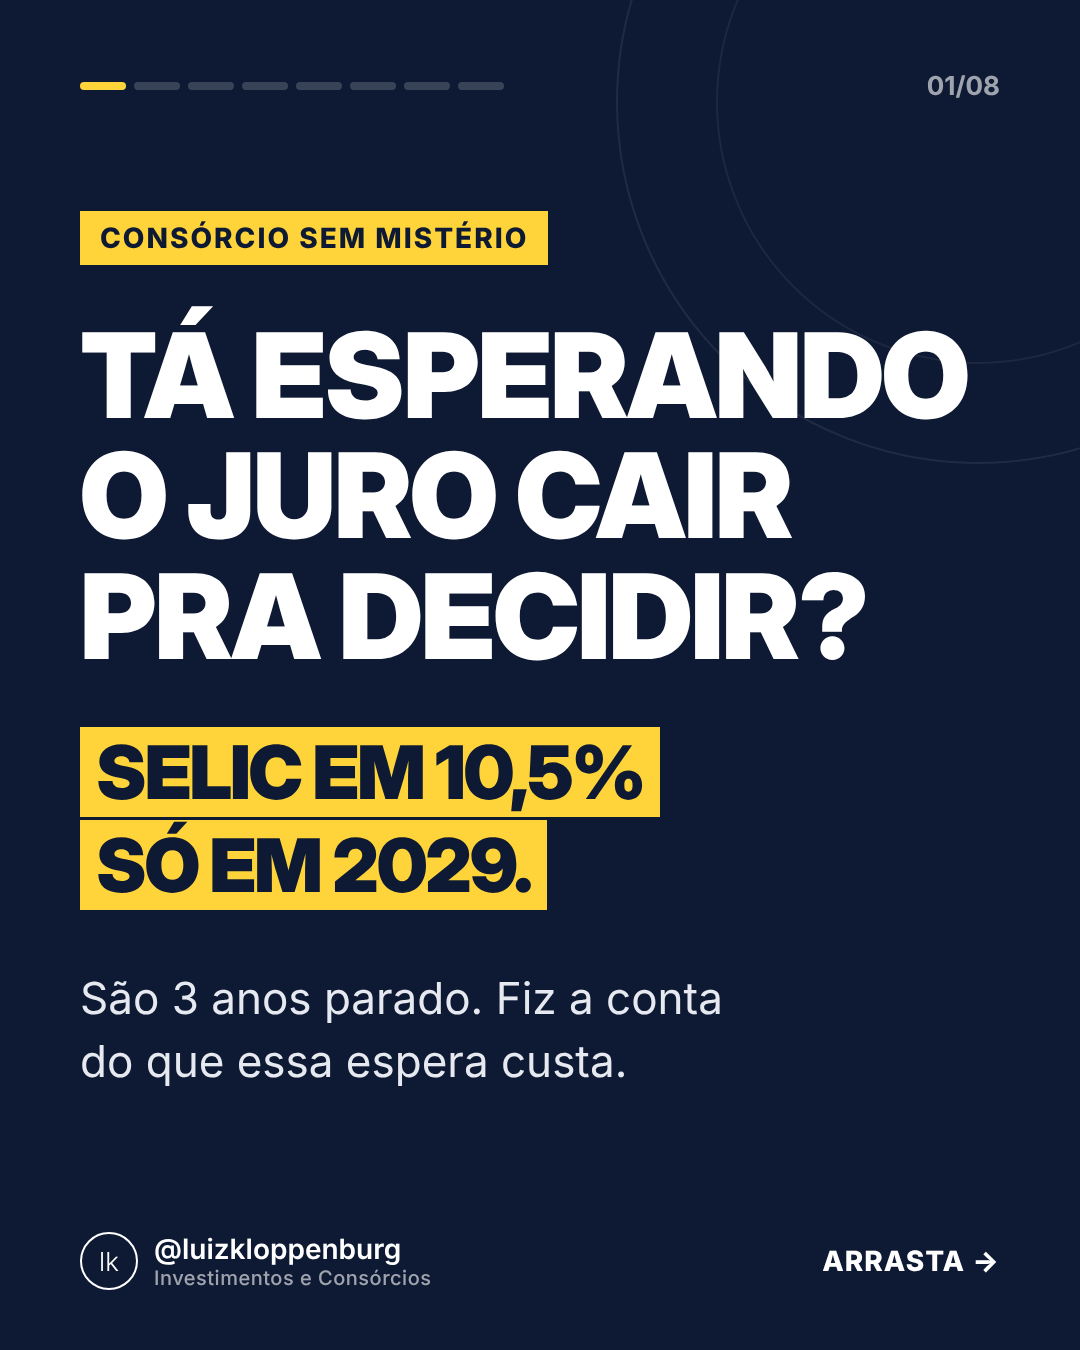 01/08
CONSÓRCIO SEM MISTÉRIO
TÁ ESPERANDO
O JURO CAIR
PRA DECIDIR?
SELIC EM 10,5%
SÓ EM 2029.
São 3 anos parado. Fiz a conta
do que essa espera custa.
lk
@luizkloppenburg
Investimentos e Consórcios
ARRASTA →